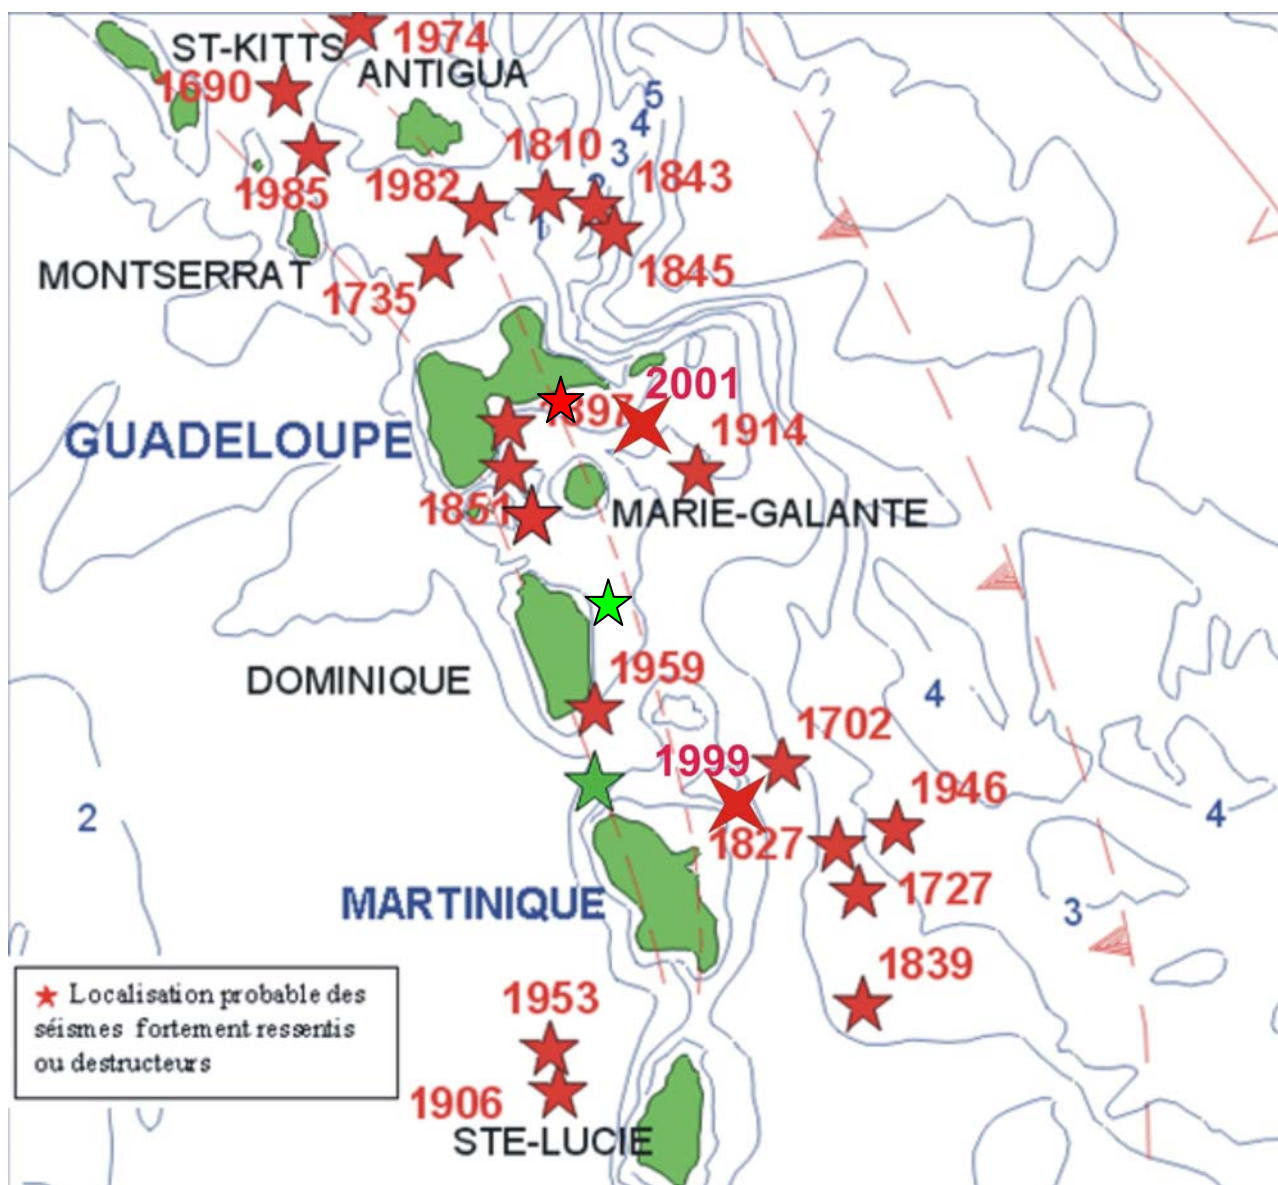 1974
ST-KITTS
ANTIGUA
1690
5
4
3
1810
1985
1982
1843
1
MONTSERRAT
1735
1845
2001
GUADELOUPE
1914
1851
MARIE-GALANTE
DOMINIQUE
1959
4
1702
1999
1946
2
4
1827
MARTINIQUE
1727
3
1839
Localisation probable des
séismes fortement ressentis
ou destructeurs
1953
1906
STE-LUCIE